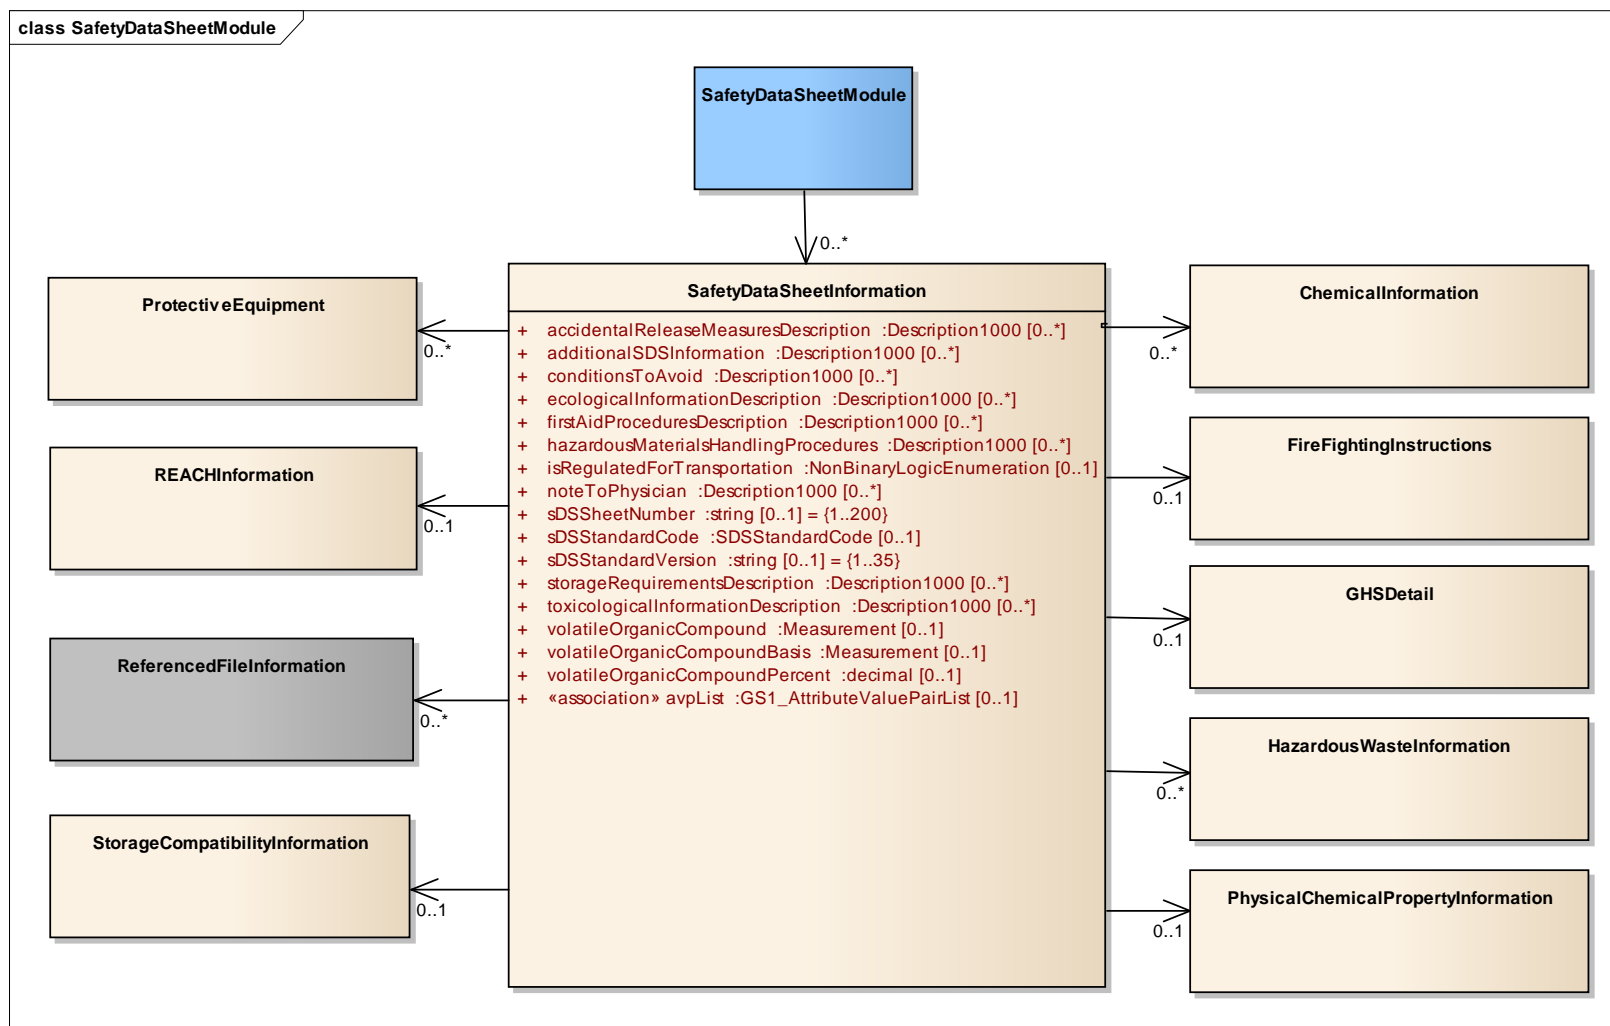 class SafetyDataSheetModule
SafetyDataSheetModule
0..*
SafetyDataSheetInformation
+ accidentalReleaseMeasuresDescription :Description1000 [0..*]
+ additionalSDSInformation :Description1000 [0..*]
+ conditionsToAvoid :Description1000 [0..*]
+ ecologicalInformationDescription :Description1000 [0..*]
+ firstAidProceduresDescription :Description1000 [0..*]
+ hazardousMaterialsHandlingProcedures :Description1000 [0..*]
+ isRegulatedForTransportation :NonBinaryLogicEnumeration [0..1]
+ noteToPhysician :Description1000 [0..*]
+ sDSSheetNumber :string [0..1] = {1..200}
+ sDSStandardCode :SDSStandardCode [0..1]
+ sDSStandardVersion :string [0..1] = {1..35}
+ storageRequirementsDescription :Description1000 [0..*]
+ toxicologicalInformationDescription :Description1000 [0..*]
+ volatileOrganicCompound :Measurement [0..1]
+ volatileOrganicCompoundBasis :Measurement [0..1]
+ volatileOrganicCompoundPercent :decimal [0..1]
+ «association» avpList :GS1_AttributeValuePairList [0..1]
ProtectiveEquipment
0..*
REACHInformation
0..1
ReferencedFileInformation
0..*
StorageCompatibilityInformation
0..1
ChemicalInformation
0..*
FireFightingInstructions
0..1
GHSDetail
0..1
HazardousWasteInformation
0..*
PhysicalChemicalPropertyInformation
0..1